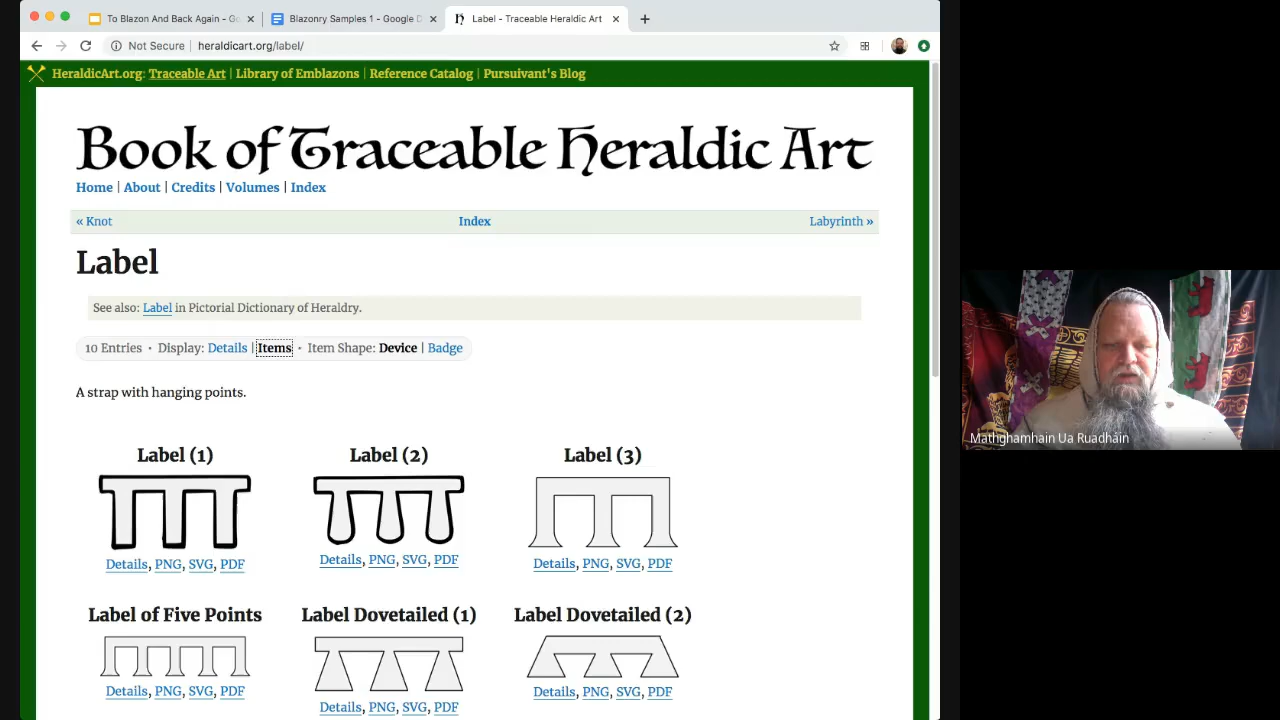 To Blazon And Back Again - Go
Blazonry Samples 1 - Google D
Label - Traceable Heraldic Art
Not Secure | heraldicart.org/label/
HeraldicArt.org: Traceable Art | Library of Emblazons | Reference Catalog | Pursuivant's Blog
Book of Traceable Heraldic Art
Home | About | Credits | Volumes | Index
« Knot
Index
Labyrinth »
Label
See also: Label in Pictorial Dictionary of Heraldry.
10 Entries • Display: Details | Items • Item Shape: Device | Badge
A strap with hanging points.
Label (1)
Label (2)
Label (3)
Details, PNG, SVG, PDF
Details, PNG, SVG, PDF
Details, PNG, SVG, PDF
Label of Five Points
Label Dovetailed (1)
Label Dovetailed (2)
Details, PNG, SVG, PDF
Details, PNG, SVG, PDF
Details, PNG, SVG, PDF
Mathghamhain Ua Ruadháin